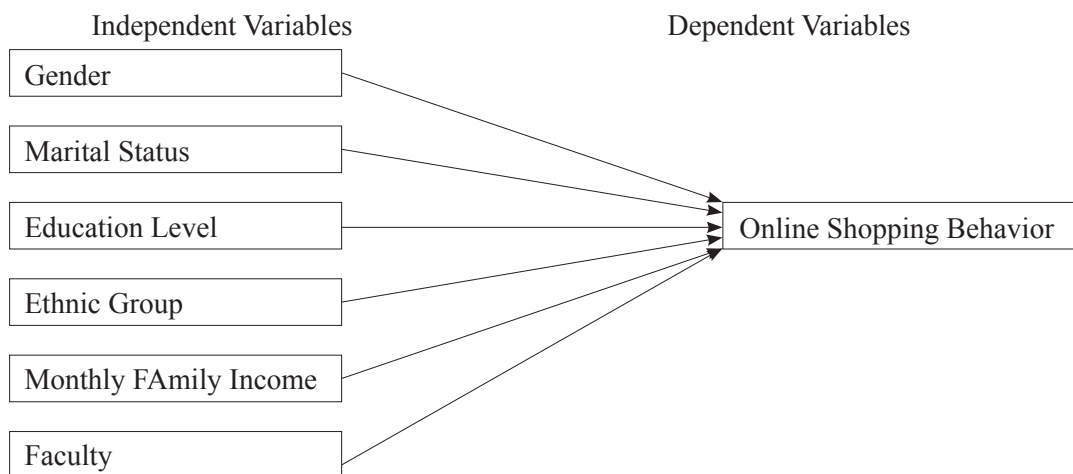 Independent Variables
Dependent Variables
Gender
Marital Status
Education Level
Online Shopping Behavior
Ethnic Group
Monthly FAmily Income
Faculty